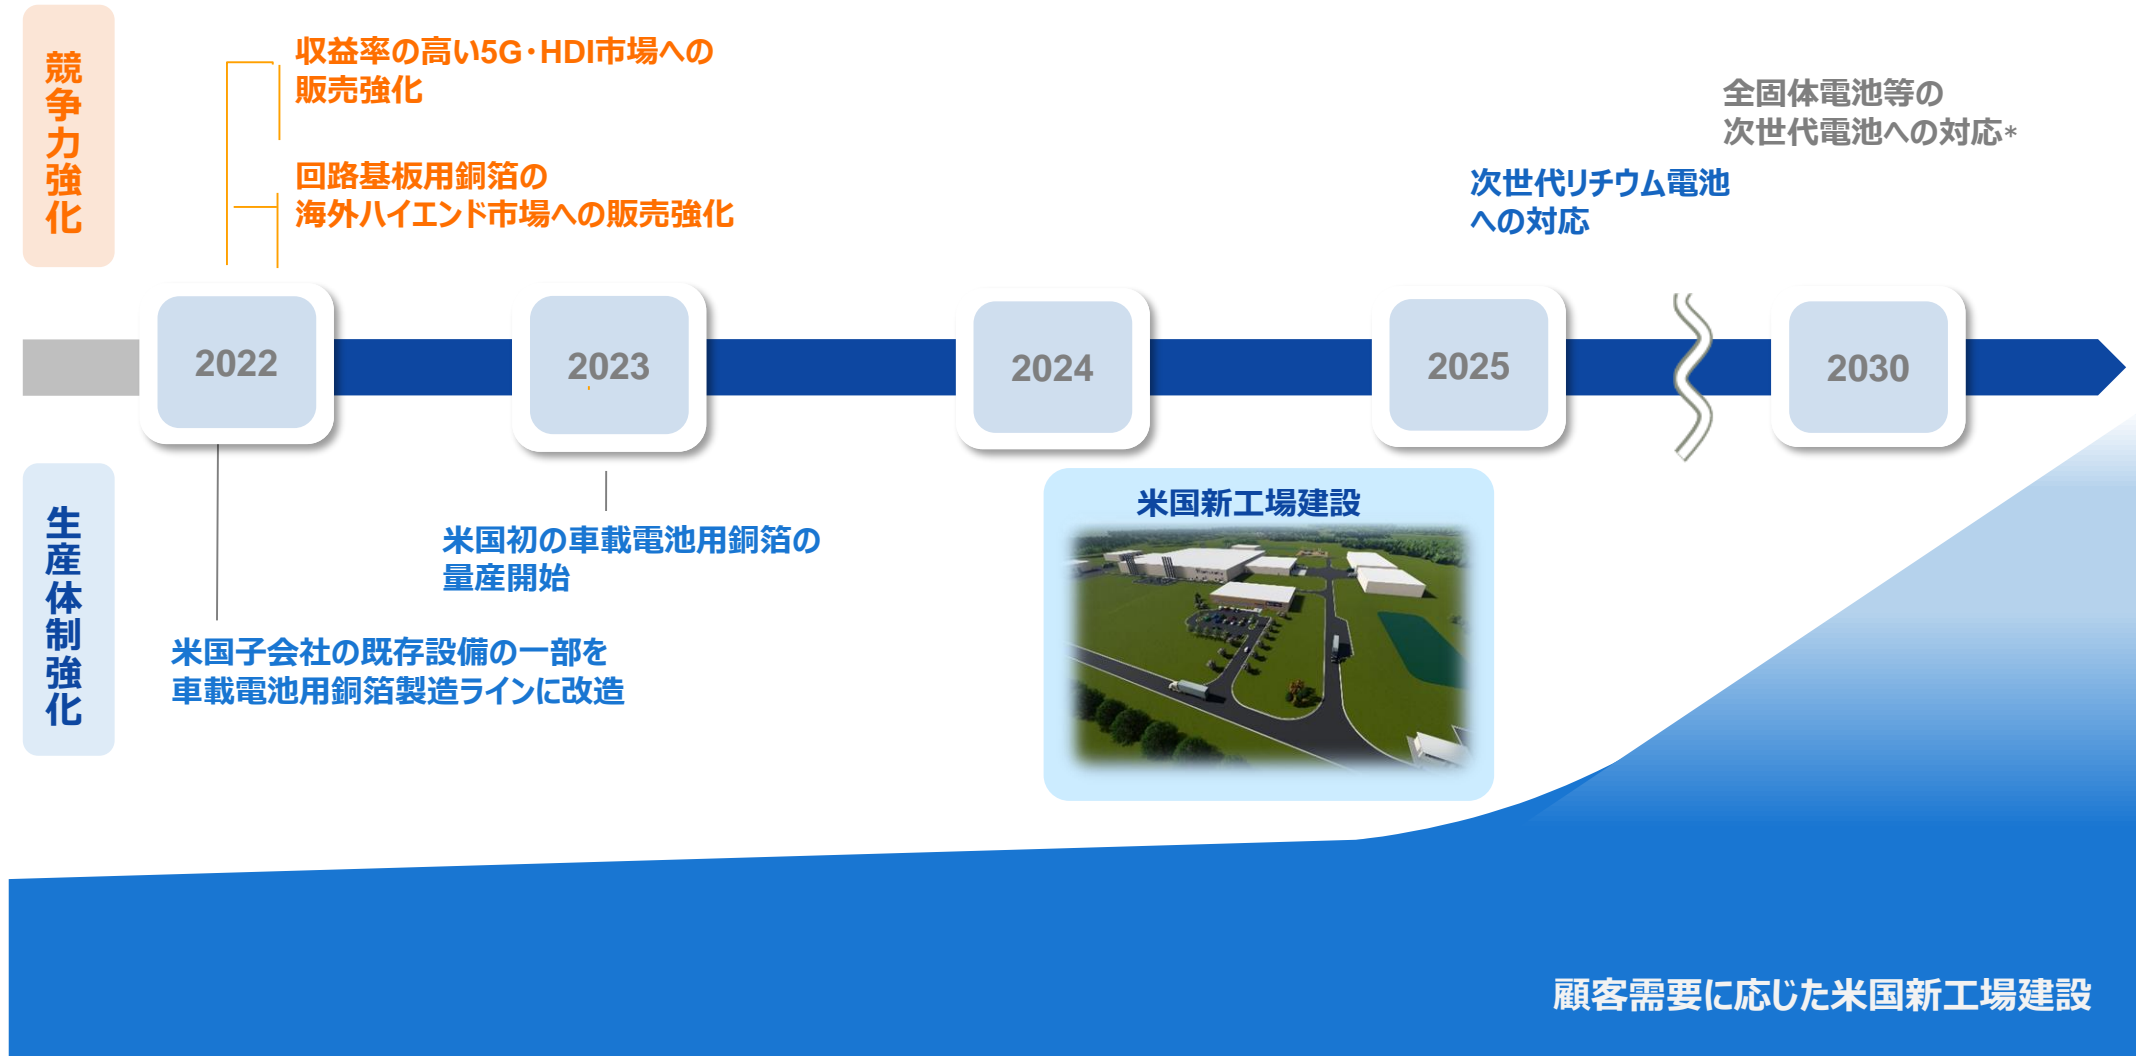 競争力強化
収益率の高い5G・HDI市場への
販売強化
回路基板用銅箔の
海外ハイエンド市場への販売強化
全固体電池等の
次世代電池への対応*
次世代リチウム電池
への対応
2022
2023
2024
2025
2030
生産体制強化
米国初の車載電池用銅箔の
量産開始
米国子会社の既存設備の一部を
車載電池用銅箔製造ラインに改造
米国新工場建設
顧客需要に応じた米国新工場建設